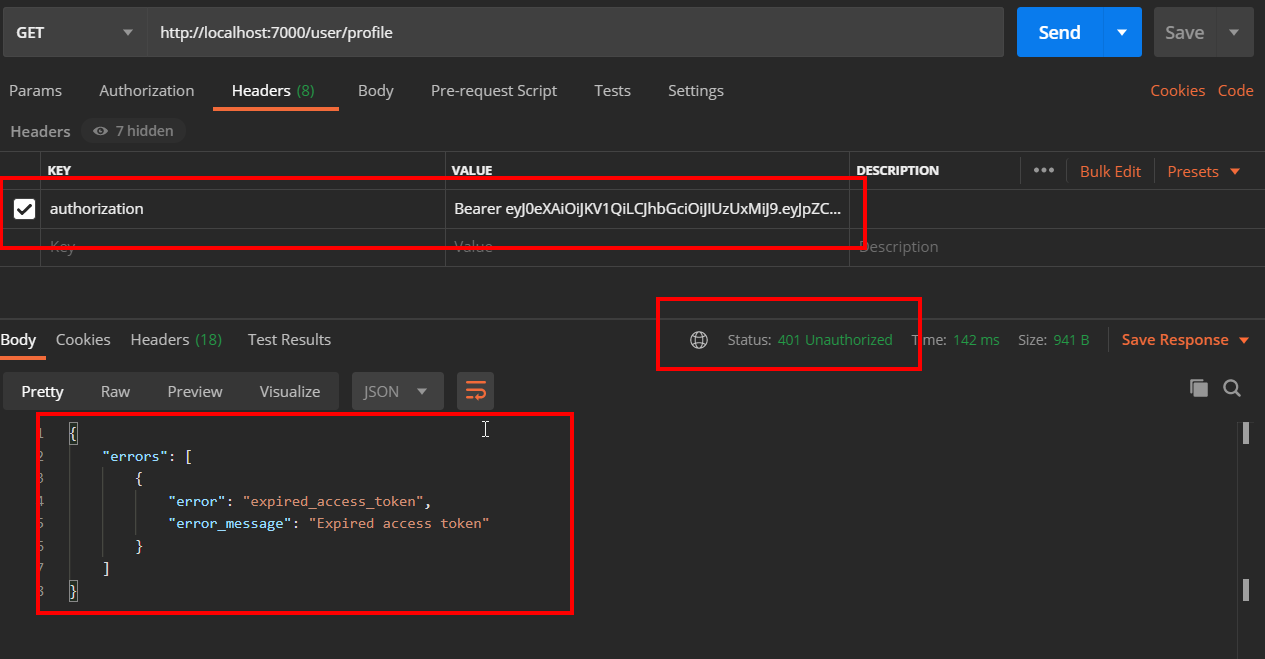 GET http://localhost:7000/user/profile Send Save
Params Authorization Headers (8) Body Pre-request Script Tests Settings Cookies Code
Headers 7 hidden
KEY VALUE DESCRIPTION ••• Bulk Edit Presets
authorization Bearer eyJ0eXAiOiJKV1QiLCJhbGciOiJIUzUxMiJ9.eyJpZC...
Key Value Description
Body Cookies Headers (18) Test Results Status: 401 Unauthorized Time: 142 ms Size: 941 B Save Response
Pretty Raw Preview Visualize JSON
1 {
2 "errors": [
3 {
4 "error": "expired_access_token",
5 "error_message": "Expired access token"
6 }
7 ]
8 }